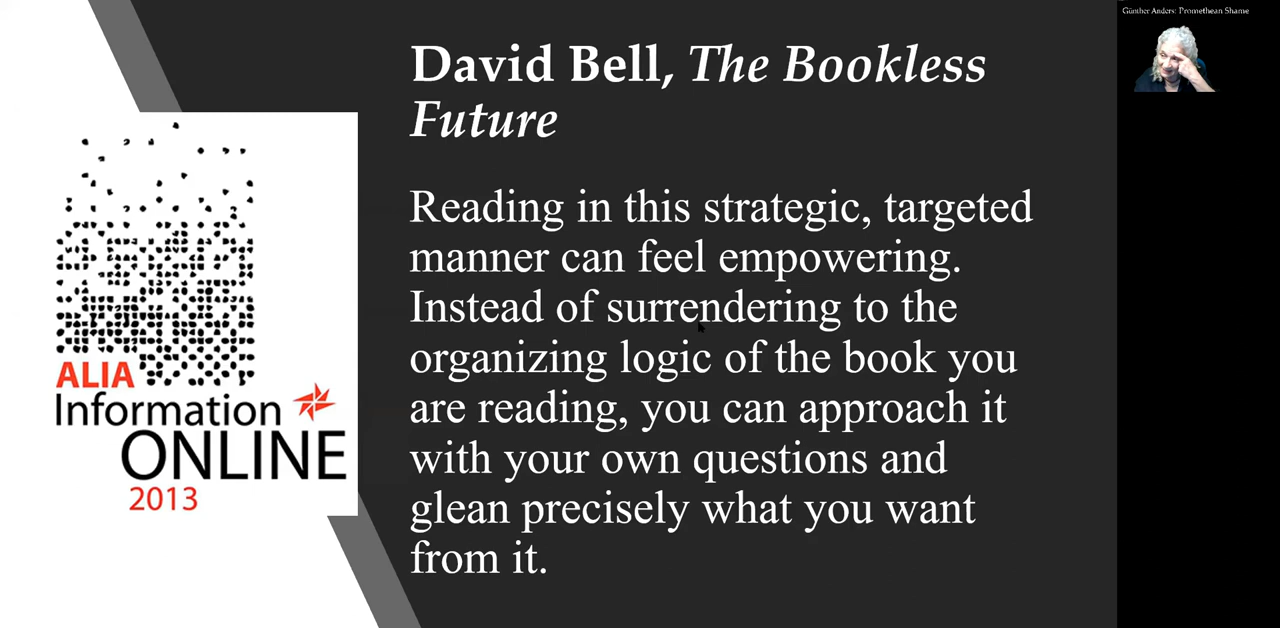 David Bell, The Bookless
Future
Reading in this strategic, targeted
manner can feel empowering.
Instead of surrendering to the
organizing logic of the book you
are reading, you can approach it
with your own questions and
glean precisely what you want
from it.
ALIA
Information
ONLINE
2013
Günther Anders: Promethean Shame